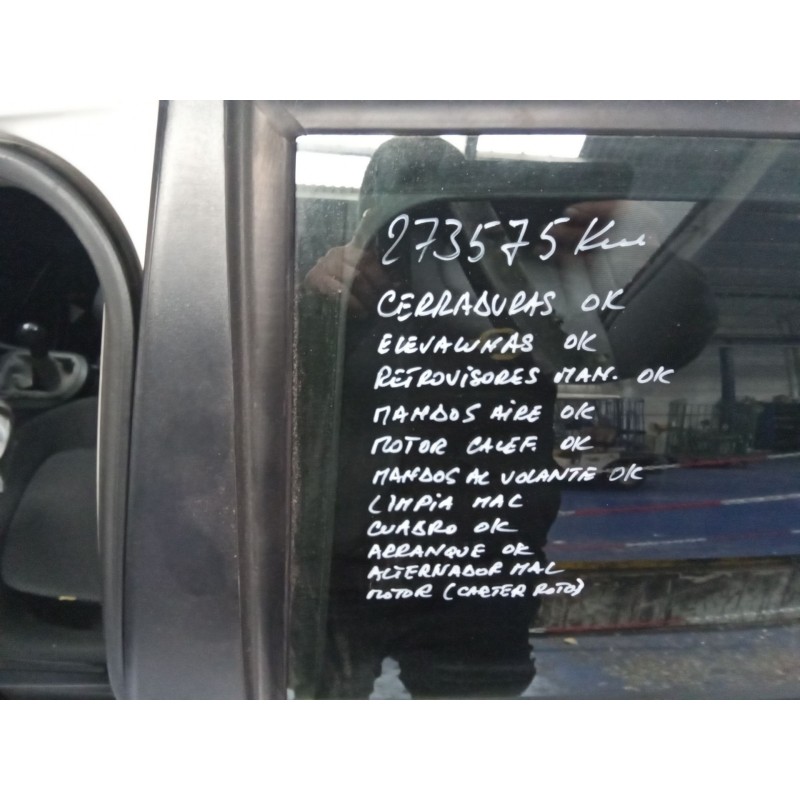 273575 Km
CERRADURAS OK
ELEVALUNAS OK
RETROVISORES MAN. OK
MANDOS AIRE OK
MOTOR CALEF. OK
MANDOS AL VOLANTE OK
LIMPIA MAL
CUADRO OK
ARRANQUE OK
ALTERNADOR MAL
MOTOR (CARTER ROTO)